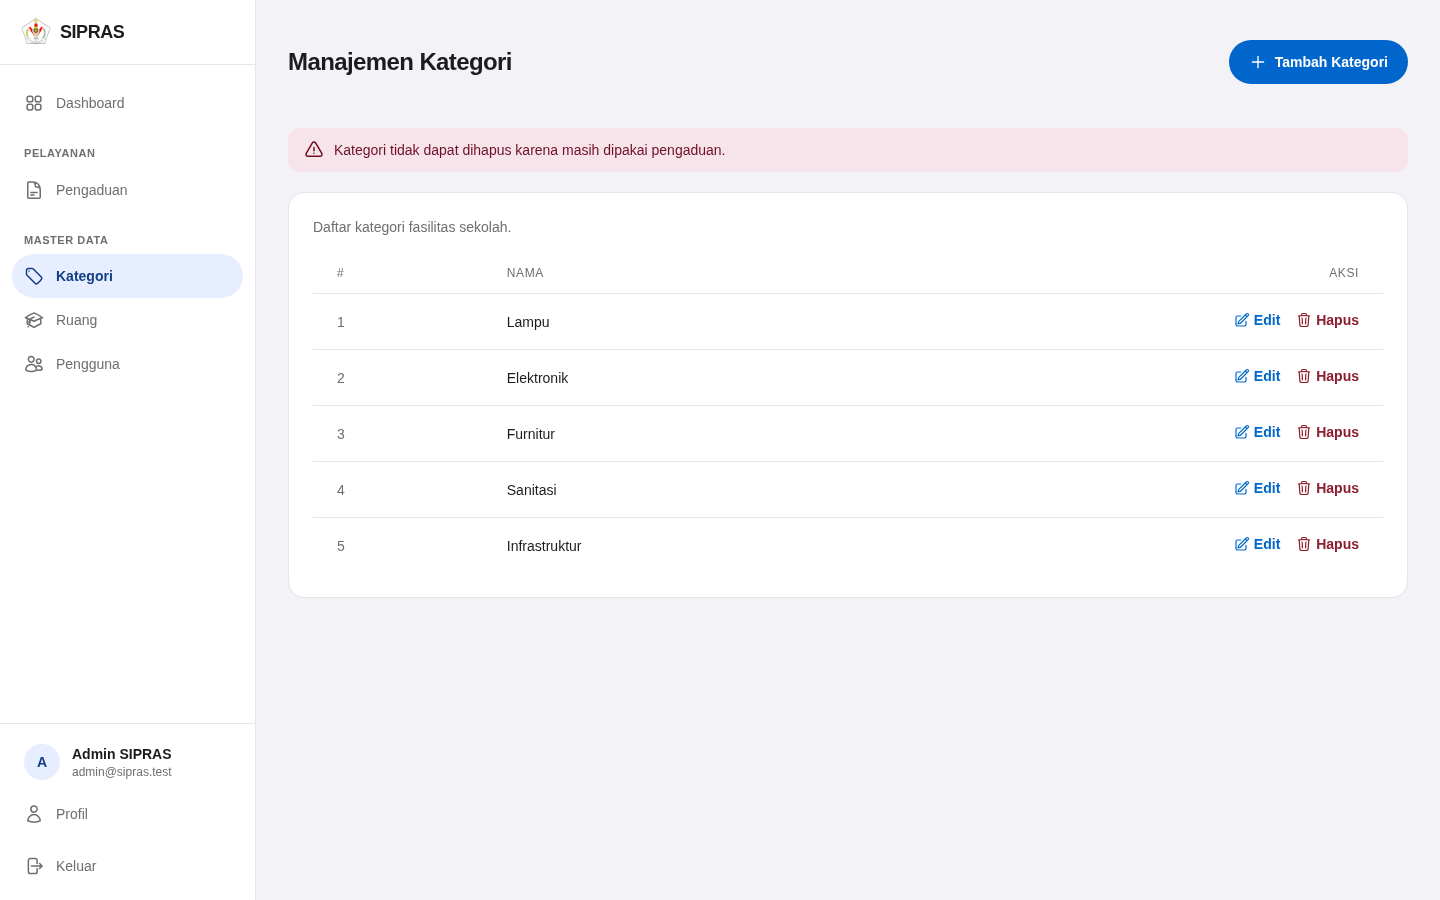 SIPRAS
Dashboard
PELAYANAN
Pengaduan
MASTER DATA
Kategori
Ruang
Pengguna
A
Admin SIPRAS
admin@sipras.test
Profil
Keluar
Manajemen Kategori
Tambah Kategori
Kategori tidak dapat dihapus karena masih dipakai pengaduan.
Daftar kategori fasilitas sekolah.
# NAMA AKSI
1 Lampu Edit Hapus
2 Elektronik Edit Hapus
3 Furnitur Edit Hapus
4 Sanitasi Edit Hapus
5 Infrastruktur Edit Hapus